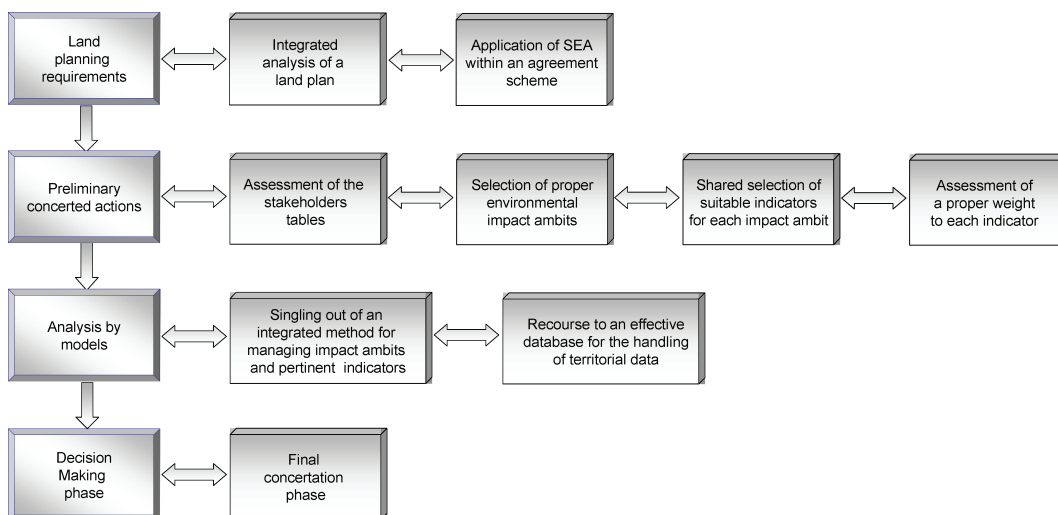 Land
planning
requirements
Integrated
analysis of a
land plan
Application of SEA
within an agreement
scheme
Preliminary
concerted actions
Assessment of the
stakeholders
tables
Selection of proper
environmental
impact ambits
Shared selection of
suitable indicators
for each impact ambit
Assessment of
a proper weight
to each indicator
Analysis by
models
Singling out of an
integrated method for
managing impact ambits
and pertinent indicators
Recourse to an effective
database for the handling
of territorial data
Decision
Making
phase
Final
concertation
phase